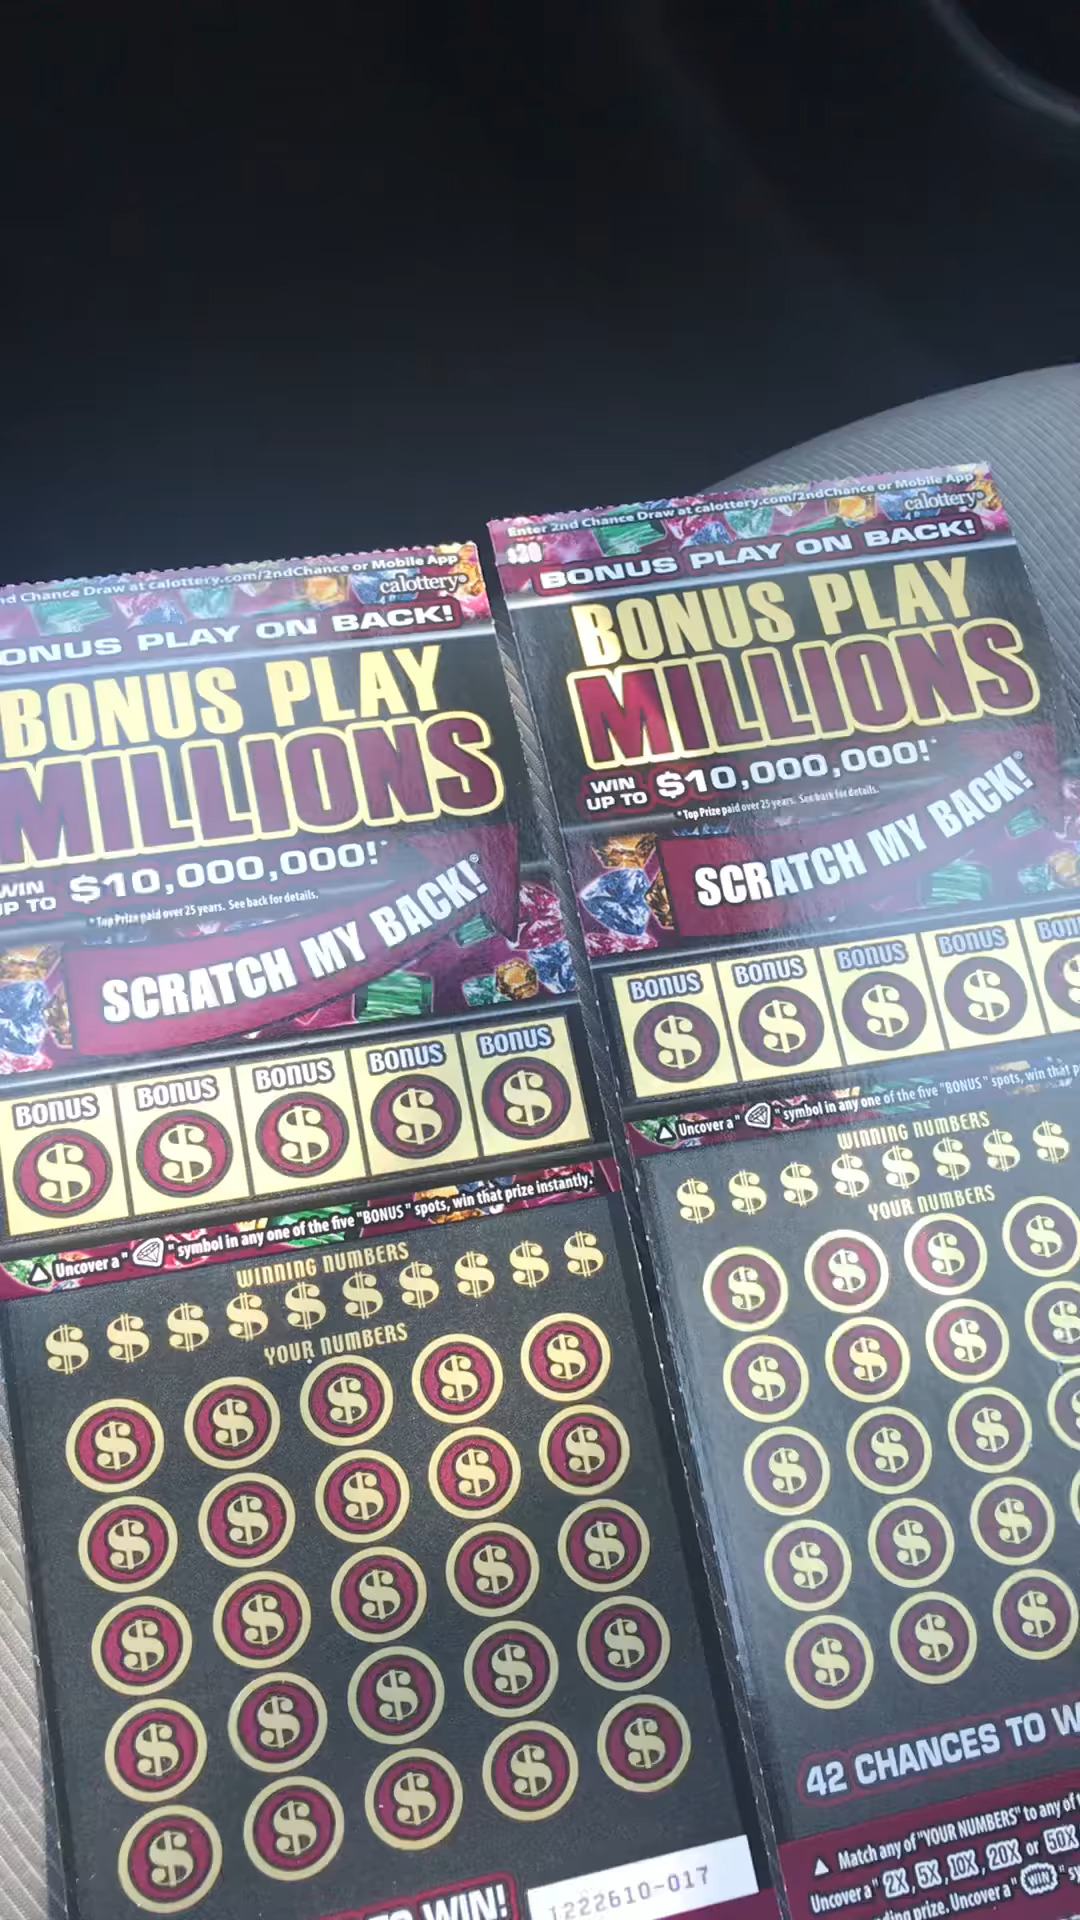 nd Chance Draw at calottery.com/2ndChance or Mobile App
calottery
ONUS PLAY ON BACK!
BONUS PLAY
MILLIONS
WIN
UP TO $10,000,000!*
* Top Prize paid over 25 years. See back for details.
SCRATCH MY BACK!®
BONUS BONUS BONUS BONUS BONUS
$ $ $ $ $
Uncover a " " symbol in any one of the five "BONUS" spots, win that prize instantly.
WINNING NUMBERS
$ $ $ $ $ $ $ $ $ $
YOUR NUMBERS
$ $ $ $ $
$ $ $ $ $
$ $ $ $ $
$ $ $ $ $
$ $ $ $ $
TO WIN!
1222610-017
Enter 2nd Chance Draw at calottery.com/2ndChance or Mobile App
$30 calottery
BONUS PLAY ON BACK!
BONUS PLAY
MILLIONS
WIN
UP TO $10,000,000!*
* Top Prize paid over 25 years. See back for details.
SCRATCH MY BACK!®
BONUS BONUS BONUS BONUS BON
$ $ $ $ $
Uncover a " " symbol in any one of the five "BONUS" spots, win that p
WINNING NUMBERS
$ $ $ $ $ $ $ $
YOUR NUMBERS
$ $ $ $
$ $ $ $
$ $ $ $
$ $ $
$ $ $
42 CHANCES TO W
Match any of "YOUR NUMBERS" to any of t
Uncover a " 2X, 5X, 10X, 20X or 50X
ding prize. Uncover a " WIN " sy